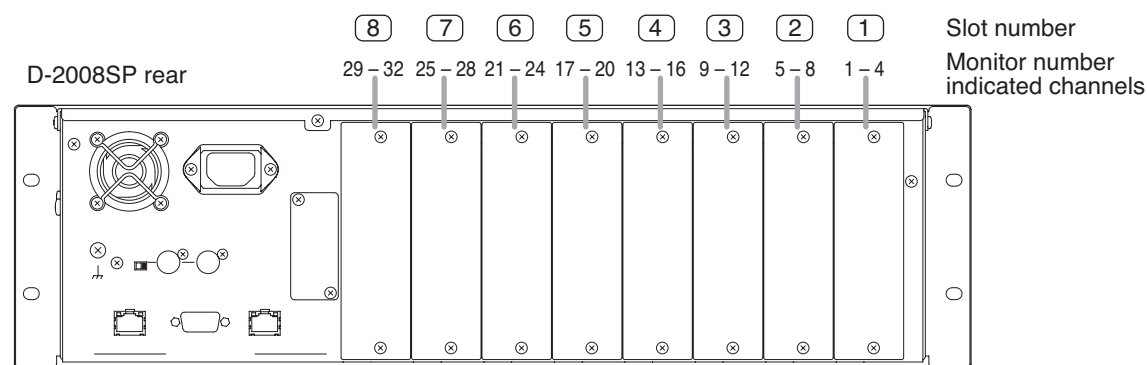 8 7 6 5 4 3 2 1 Slot number
D-2008SP rear 29 – 32 25 – 28 21 – 24 17 – 20 13 – 16 9 – 12 5 – 8 1 – 4 Monitor number
indicated channels